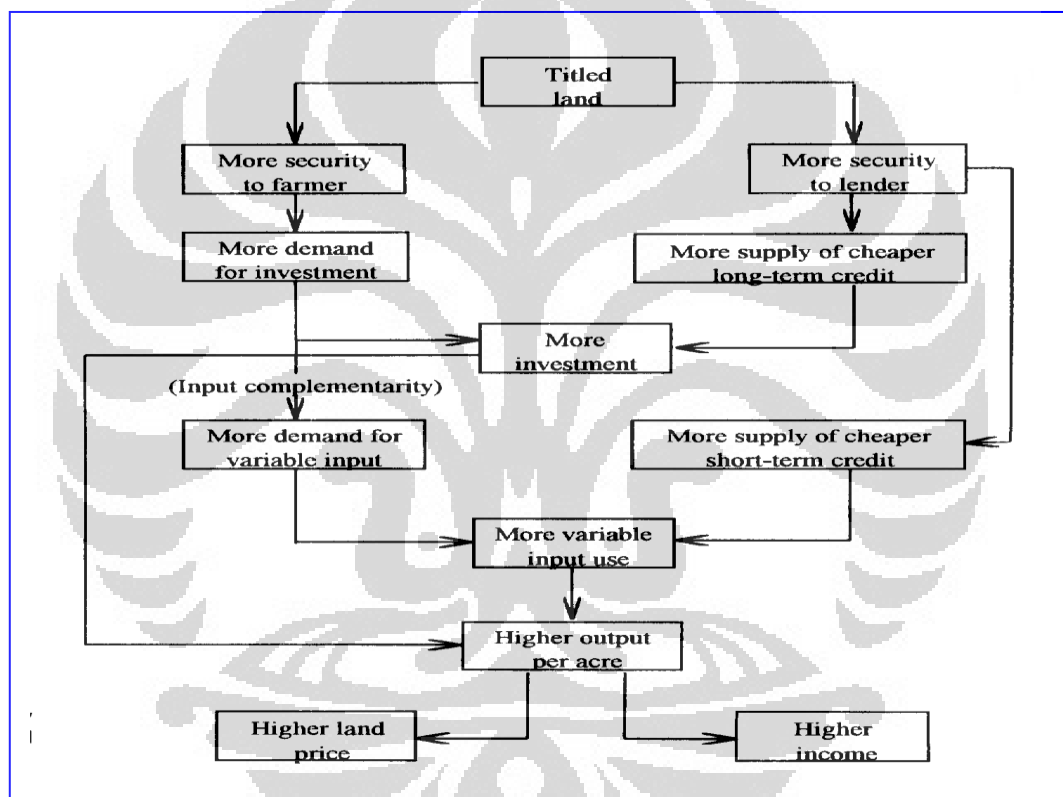 Titled
land
More security
to farmer
More security
to lender
More demand
for investment
More supply of cheaper
long-term credit
More
investment
(Input complementarity)
More demand for
variable input
More supply of cheaper
short-term credit
More variable
input use
Higher output
per acre
Higher land
price
Higher
income